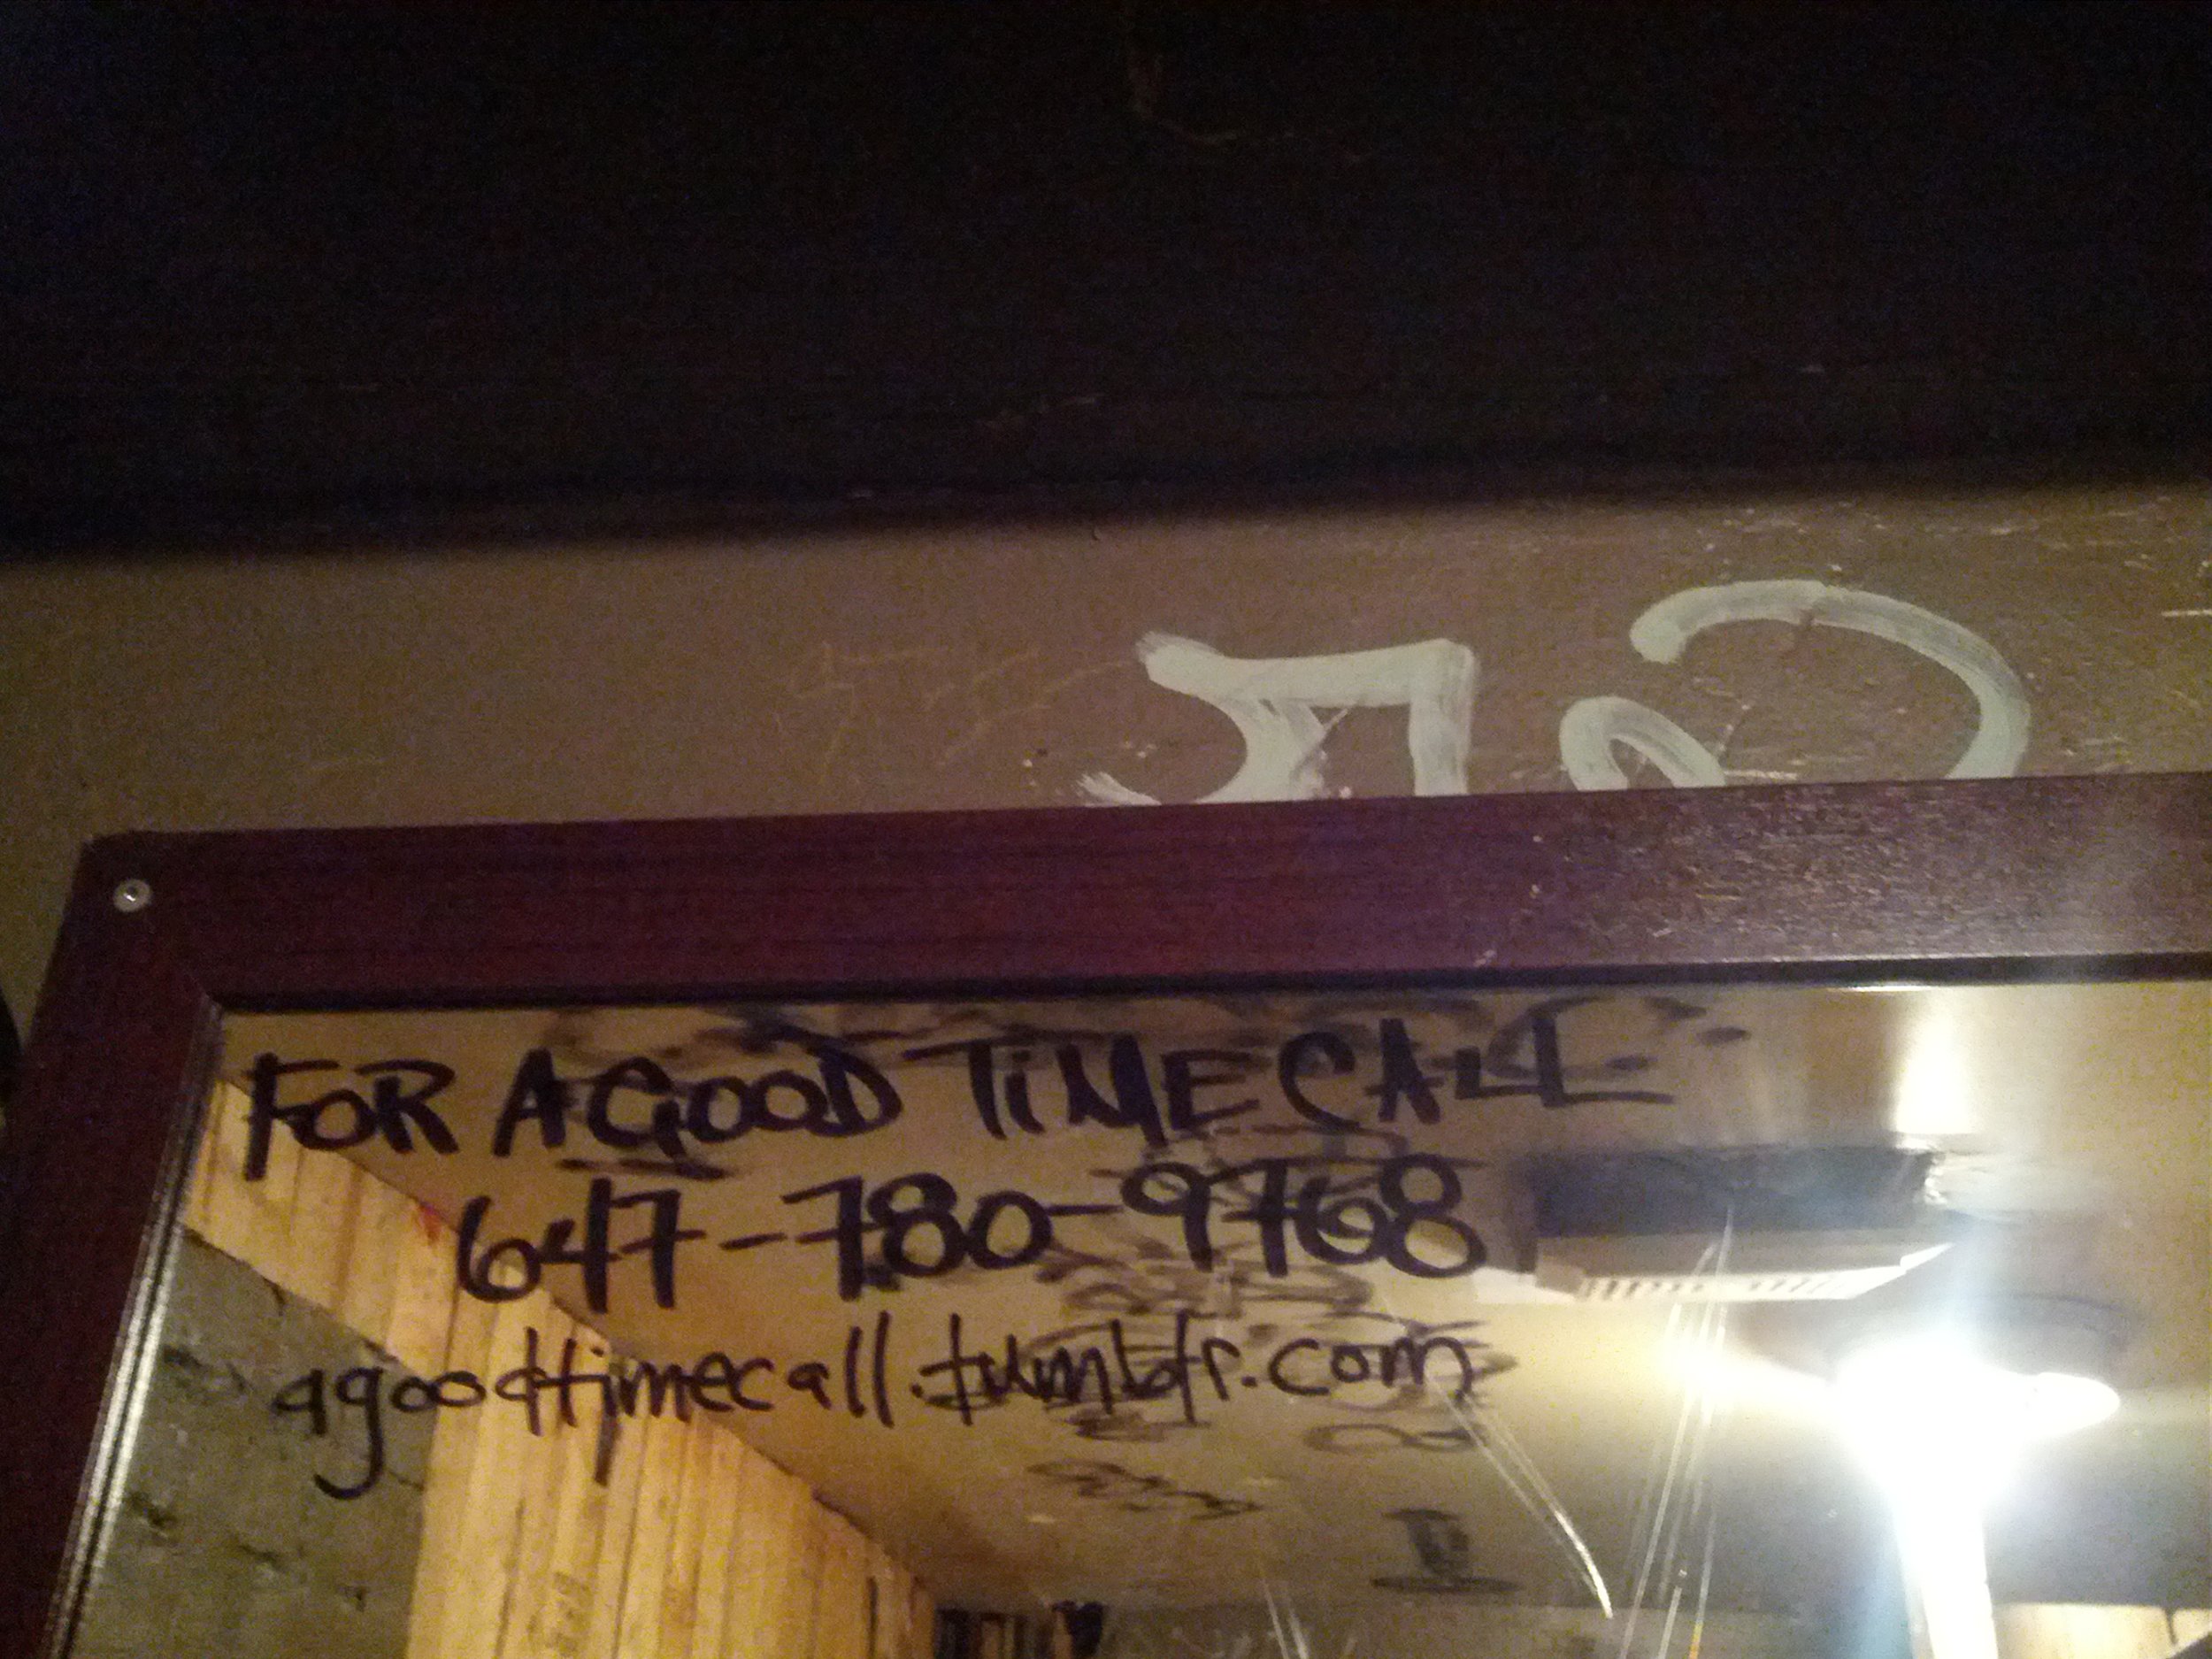 FOR A GOOD TIME CALL
647-780-9768
agoodtimecall.tumblr.com